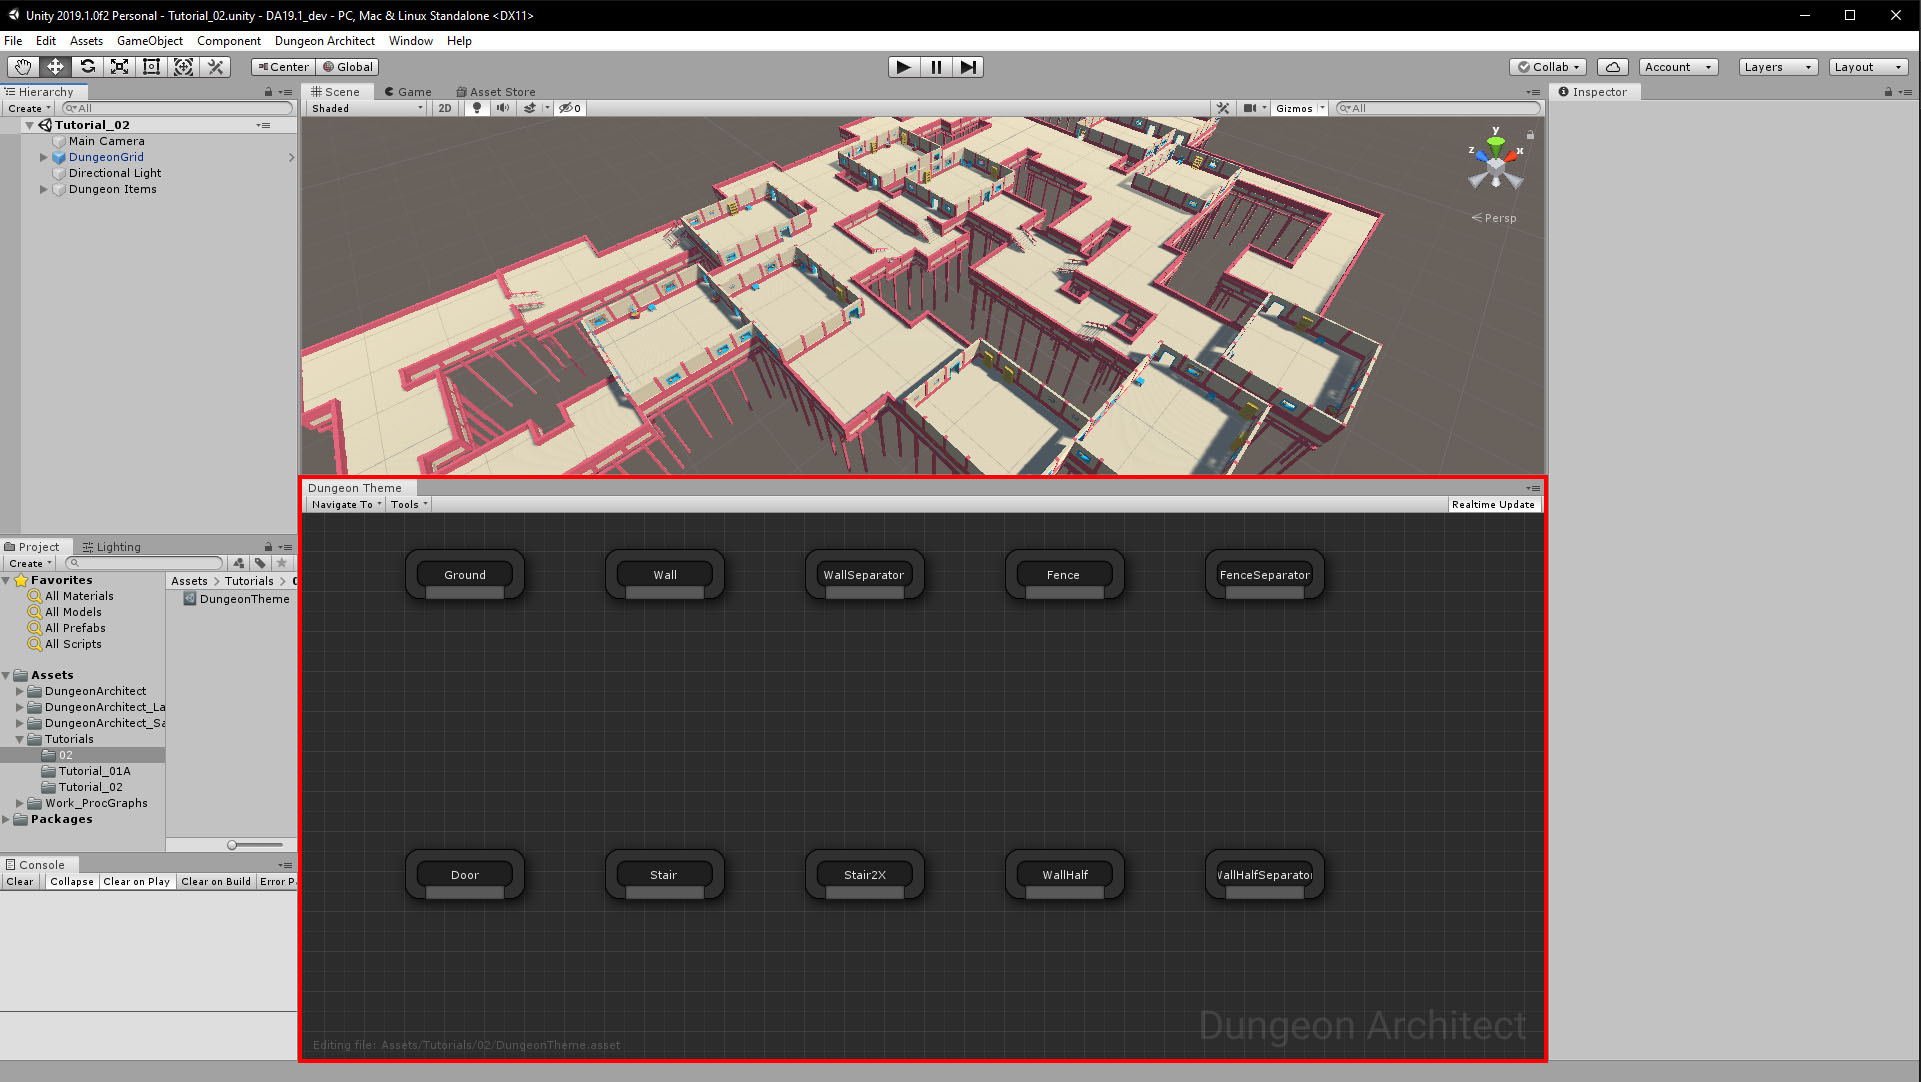 Unity 2019.1.0f2 Personal - Tutorial_02.unity - DA19.1_dev - PC, Mac & Linux Standalone <DX11>
File Edit Assets GameObject Component Dungeon Architect Window Help
Center Global Collab Account Layers Layout
Hierarchy
Create All
Tutorial_02
Main Camera
DungeonGrid
Directional Light
Dungeon Items
Scene Game Asset Store
Shaded 2D 0 Gizmos All
y
z x
Persp
Inspector
Dungeon Theme
Navigate To Tools Realtime Update
Ground Wall WallSeparator Fence FenceSeparator
Door Stair Stair2X WallHalf WallHalfSeparator
Dungeon Architect
Editing file: Assets/Tutorials/02/DungeonTheme.asset
Project Lighting
Create
Favorites
All Materials
All Models
All Prefabs
All Scripts
Assets
DungeonArchitect
DungeonArchitect_La
DungeonArchitect_Sa
Tutorials
02
Tutorial_01A
Tutorial_02
Work_ProcGraphs
Packages
Assets > Tutorials > 0
DungeonTheme
Console
Clear Collapse Clear on Play Clear on Build Error P